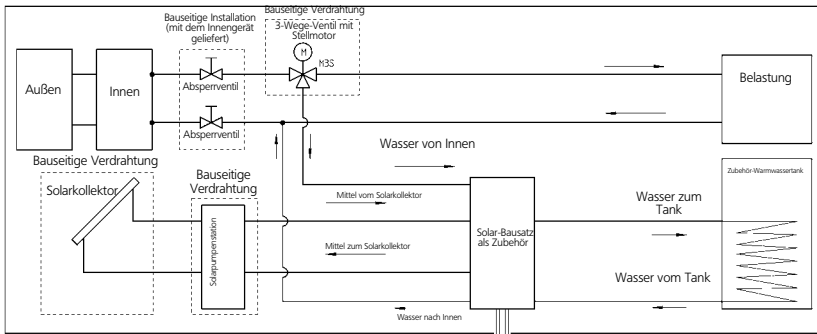 Bauseitige Installation
(mit dem Innengerät
geliefert)
Bauseitige Verdrahtung
3-Wege-Ventil mit
Stellmotor
M
M3S
Außen
Innen
Absperrventil
Belastung
Absperrventil
Wasser von Innen
Bauseitige Verdrahtung
Solarkollektor
Bauseitige
Verdrahtung
Solarpumpenstation
Mittel vom Solarkollektor
Mittel zum Solarkollektor
Solar-Bausatz
als Zubehör
Wasser zum
Tank
Wasser vom Tank
Zubehör-Warmwassertank
Wasser nach Innen